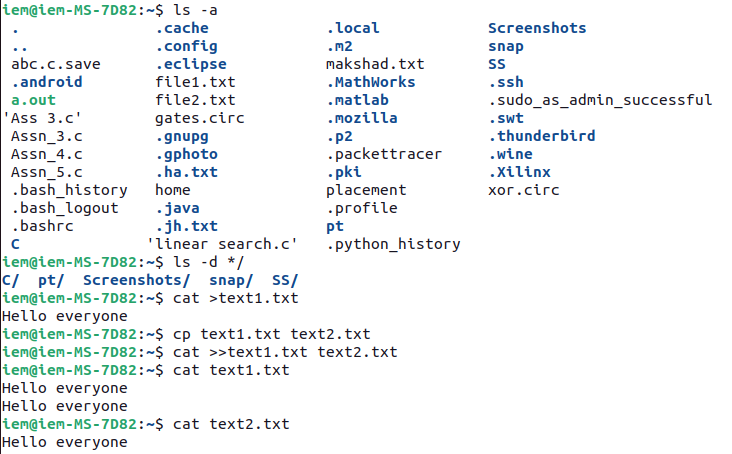 iem@iem-MS-7D82:~$ ls -a
.               .cache             .local            Screenshots
..              .config            .m2               snap
abc.c.save      .eclipse           makshad.txt       SS
.android        file1.txt          .MathWorks        .ssh
a.out           file2.txt          .matlab           .sudo_as_admin_successful
'Ass 3.c'       gates.circ         .mozilla          .swt
Assn_3.c        .gnupg             .p2               .thunderbird
Assn_4.c        .gphoto            .packettracer     .wine
Assn_5.c        .ha.txt            .pki              .Xilinx
.bash_history   home               placement         xor.circ
.bash_logout    .java              .profile
.bashrc         .jh.txt            pt
C               'linear search.c'  .python_history
iem@iem-MS-7D82:~$ ls -d */
C/  pt/  Screenshots/  snap/  SS/
iem@iem-MS-7D82:~$ cat >text1.txt
Hello everyone
iem@iem-MS-7D82:~$ cp text1.txt text2.txt
iem@iem-MS-7D82:~$ cat >>text1.txt text2.txt
iem@iem-MS-7D82:~$ cat text1.txt
Hello everyone
Hello everyone
iem@iem-MS-7D82:~$ cat text2.txt
Hello everyone